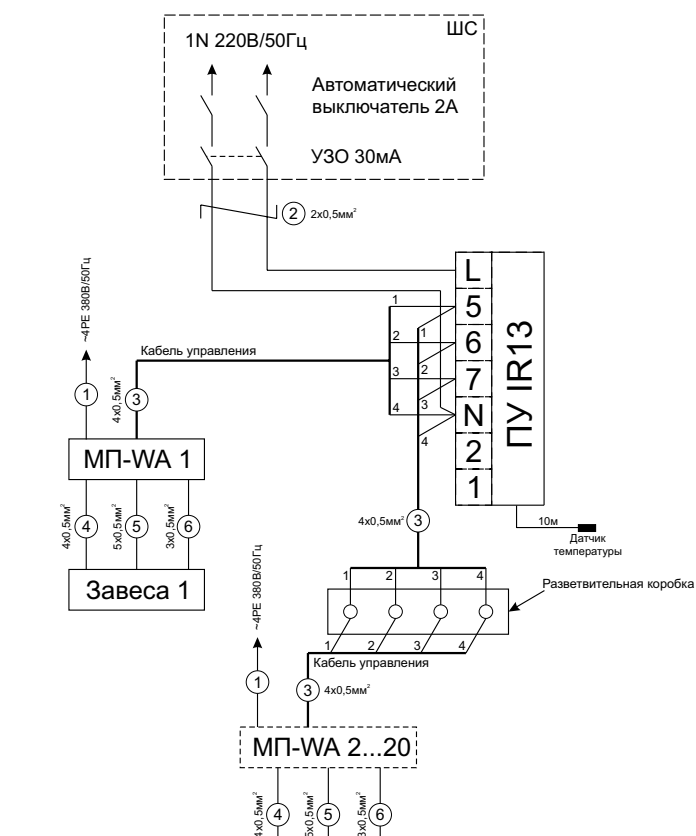 ШС
1N 220В/50Гц
Автоматический
выключатель 2А
УЗО 30мА
2
2х0,5мм²
L
5
6
7
N
2
1
ПУ IR13
1
2
3
4
1
2
3
4
~4РЕ 380В/50Гц
Кабель управления
1
4х0,5мм²
3
МП-WA 1
4х0,5мм²
4
5х0,5мм²
5
3х0,5мм²
6
Завеса 1
10м
Датчик
температуры
4х0,5мм²
3
1
2
3
4
Разветвительная коробка
1
2
3
4
Кабель управления
~4РЕ 380В/50Гц
1
3
4х0,5мм²
МП-WA 2...20
4х0,5мм²
4
5х0,5мм²
5
3х0,5мм²
6